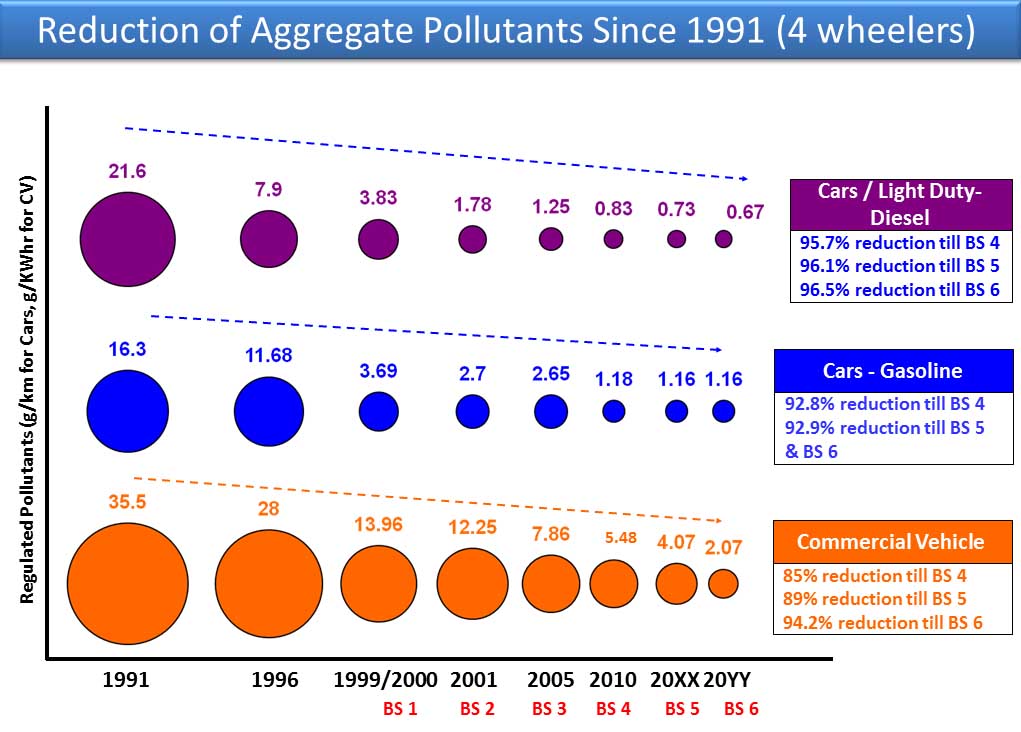 Reduction of Aggregate Pollutants Since 1991 (4 wheelers)
Regulated Pollutants (g/km for Cars, g/KWhr for CV)
21.6 7.9 3.83 1.78 1.25 0.83 0.73 0.67
Cars / Light Duty-
Diesel
95.7% reduction till BS 4
96.1% reduction till BS 5
96.5% reduction till BS 6
16.3 11.68 3.69 2.7 2.65 1.18 1.16 1.16
Cars - Gasoline
92.8% reduction till BS 4
92.9% reduction till BS 5
& BS 6
35.5 28 13.96 12.25 7.86 5.48 4.07 2.07
Commercial Vehicle
85% reduction till BS 4
89% reduction till BS 5
94.2% reduction till BS 6
1991 1996 1999/2000 2001 2005 2010 20XX 20YY
BS 1 BS 2 BS 3 BS 4 BS 5 BS 6